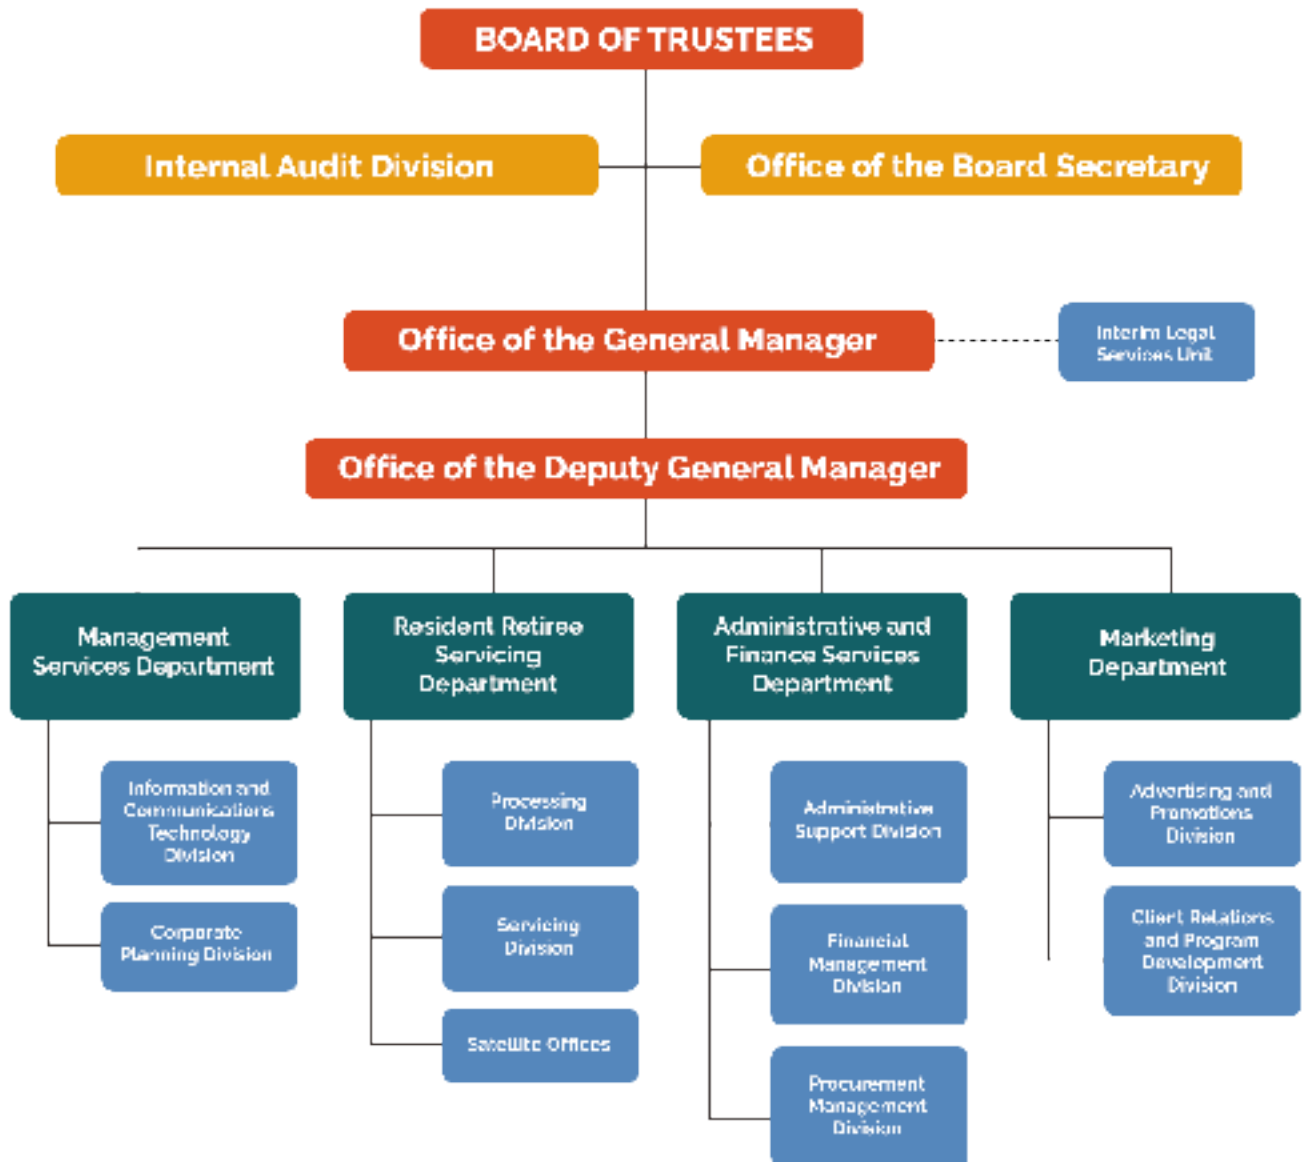 BOARD OF TRUSTEES
Internal Audit Division
Office of the Board Secretary
Office of the General Manager
Interim Legal
Services Unit
Office of the Deputy General Manager
Management
Services Department
Resident Retiree
Servicing
Department
Administrative and
Finance Services
Department
Marketing
Department
Information and
Communications
Technology
Division
Corporate
Planning Division
Processing
Division
Servicing
Division
Satellite Offices
Administrative
Support Division
Financial
Management
Division
Procurement
Management
Division
Advertising and
Promotions
Division
Client Relations
and Program
Development
Division